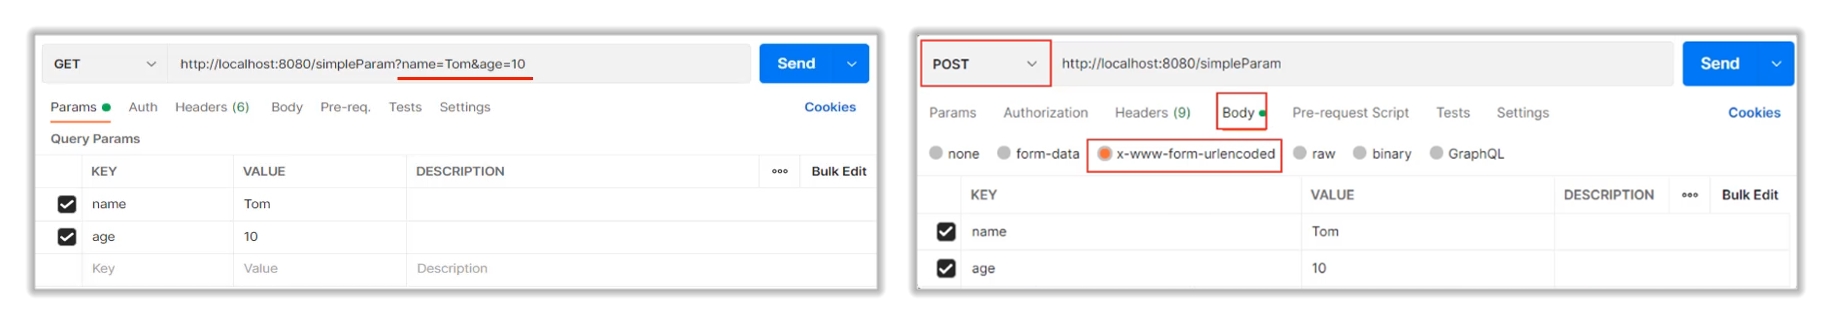 GET http://localhost:8080/simpleParam?name=Tom&age=10 Send
Params Auth Headers (6) Body Pre-req. Tests Settings Cookies
Query Params
KEY VALUE DESCRIPTION ooo Bulk Edit
name Tom
age 10
Key Value Description
POST http://localhost:8080/simpleParam Send
Params Authorization Headers (9) Body Pre-request Script Tests Settings Cookies
none form-data x-www-form-urlencoded raw binary GraphQL
KEY VALUE DESCRIPTION ooo Bulk Edit
name Tom
age 10